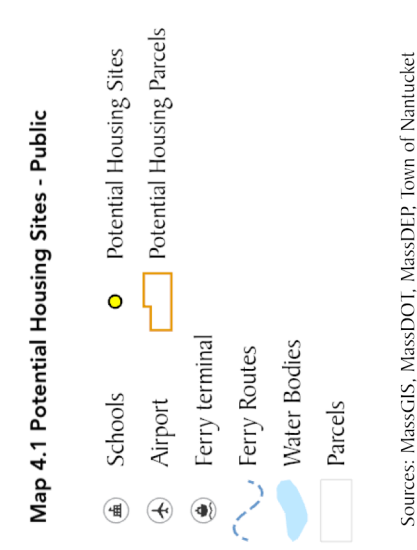 Map 4.1 Potential Housing Sites - Public
Schools
Airport
Ferry terminal
Ferry Routes
Water Bodies
Parcels
Potential Housing Sites
Potential Housing Parcels
Sources: MassGIS, MassDOT, MassDEP, Town of Nantucket